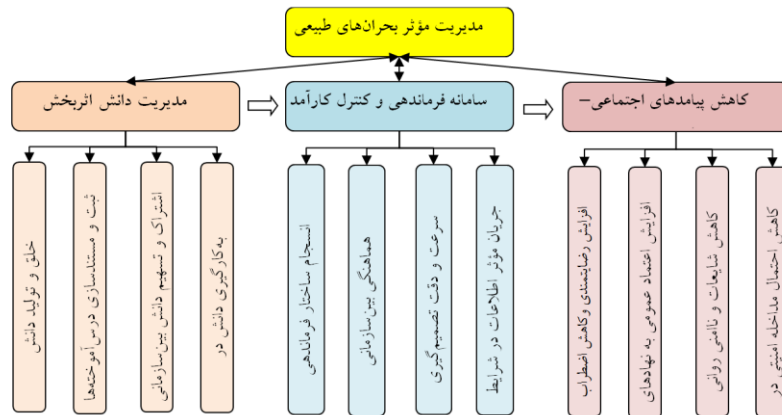 مدیریت مؤثر بحران‌های طبیعی
مدیریت دانش اثربخش
سامانه فرماندهی و کنترل کارآمد
کاهش پیامدهای اجتماعی-
خلق و تولید دانش
ثبت و مستندسازی درس‌آموخته‌ها
اشتراک و تسهیم دانش بین‌سازمانی
به‌کارگیری دانش در
انسجام ساختار فرماندهی
هماهنگی بین‌سازمانی
سرعت و دقت تصمیم‌گیری
جریان مؤثر اطلاعات در شرایط
افزایش رضایتمندی وکاهش اضطراب
افزایش اعتماد عمومی به نهادهای
کاهش شایعات و ناامنی روانی
کاهش احتمال مداخله امنیتی در